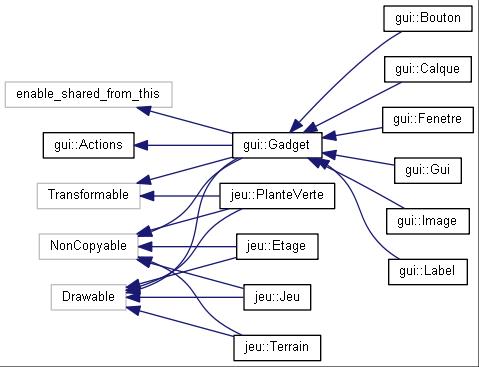 enable_shared_from_this
gui::Actions
Transformable
NonCopyable
Drawable
gui::Gadget
jeu::PlanteVerte
jeu::Etage
jeu::Jeu
jeu::Terrain
gui::Bouton
gui::Calque
gui::Fenetre
gui::Gui
gui::Image
gui::Label